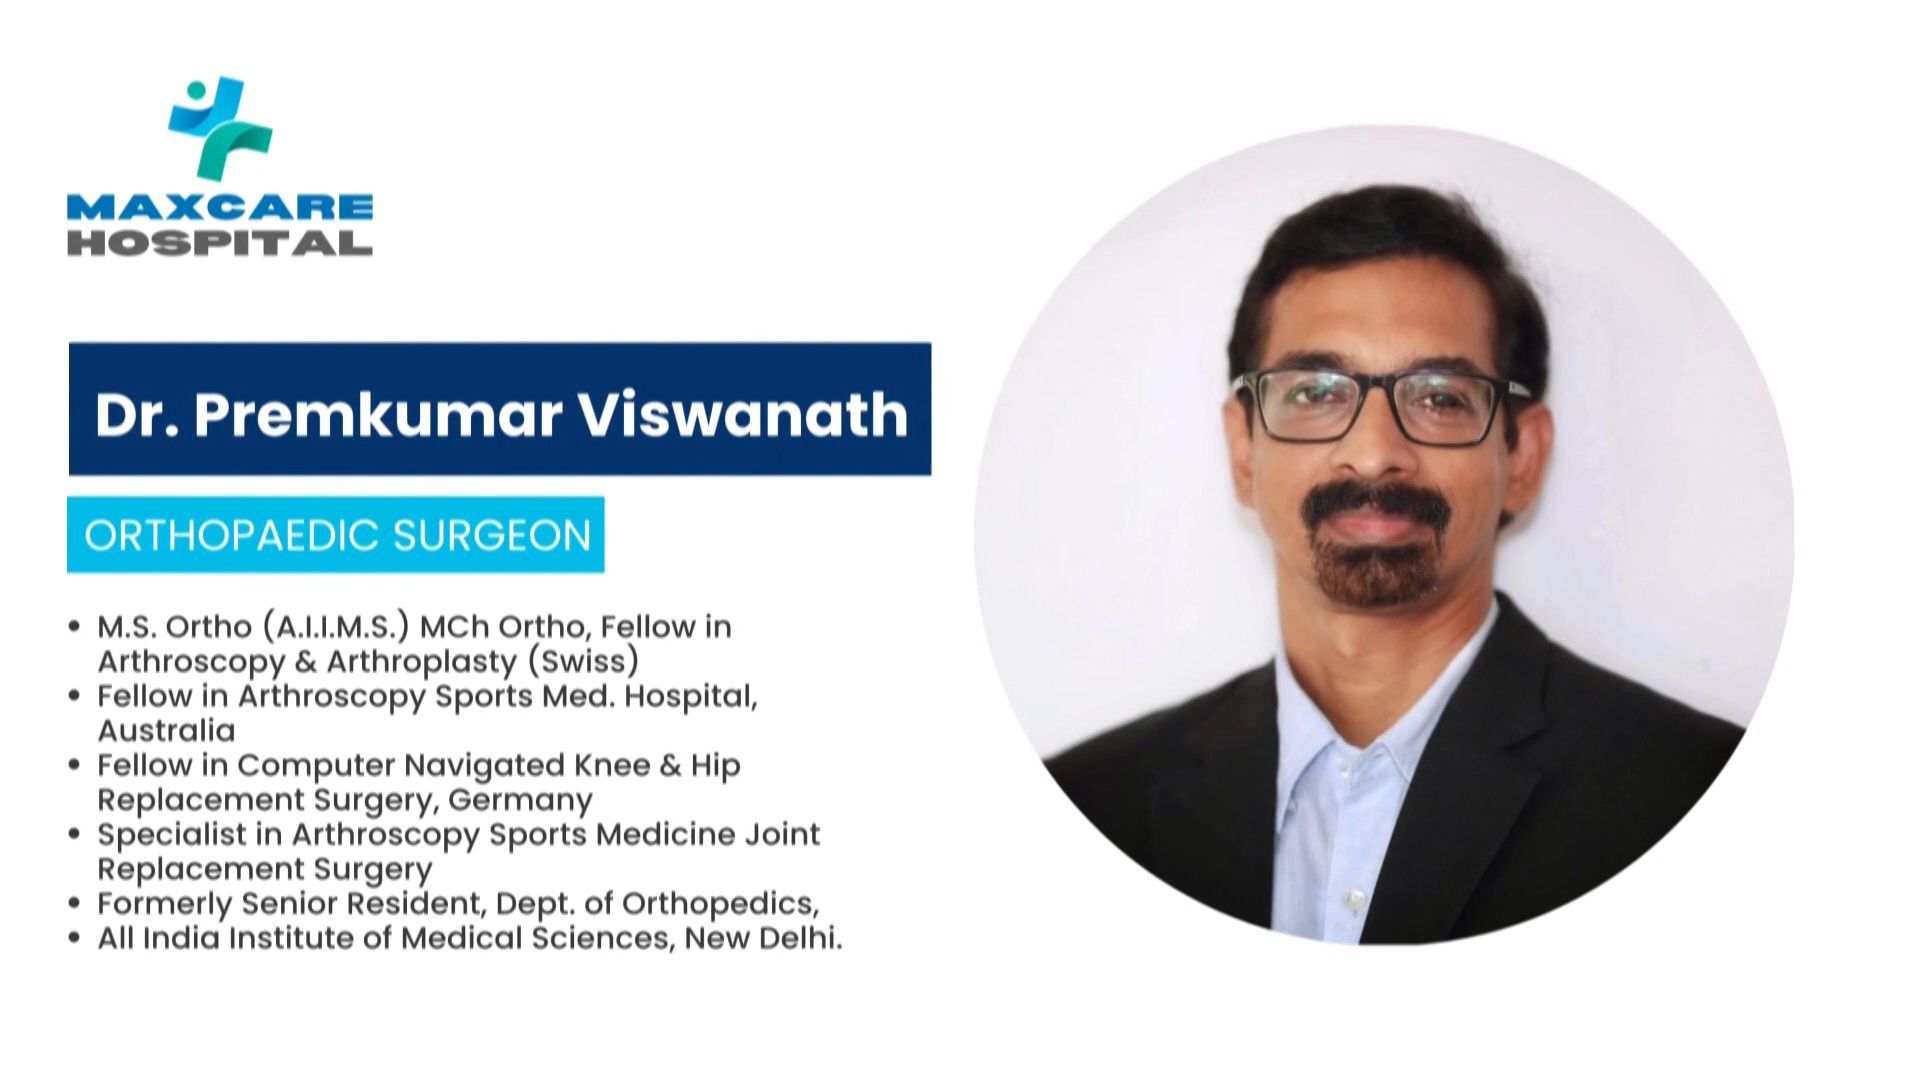 MAXCARE
HOSPITAL
Dr. Premkumar Viswanath
ORTHOPAEDIC SURGEON
• M.S. Ortho (A.I.I.M.S.) MCh Ortho, Fellow in
Arthroscopy & Arthroplasty (Swiss)
• Fellow in Arthroscopy Sports Med. Hospital,
Australia
• Fellow in Computer Navigated Knee & Hip
Replacement Surgery, Germany
• Specialist in Arthroscopy Sports Medicine Joint
Replacement Surgery
• Formerly Senior Resident, Dept. of Orthopedics,
• All India Institute of Medical Sciences, New Delhi.